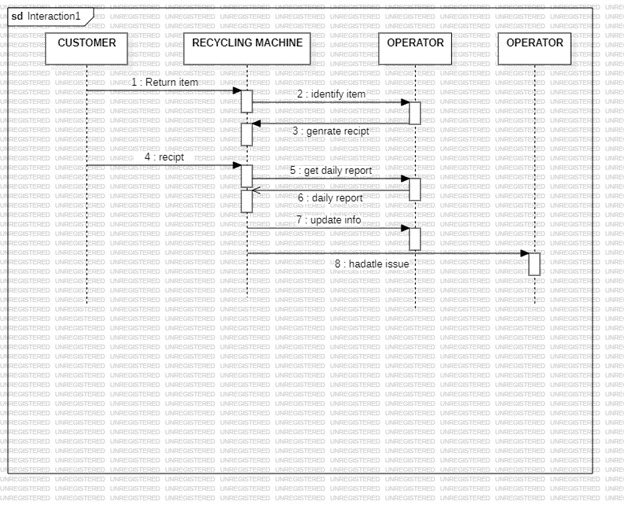 sd Interaction1
CUSTOMER
RECYCLING MACHINE
OPERATOR
OPERATOR
1 : Return item
2 : identify item
3 : genrate recipt
4 : recipt
5 : get daily report
6 : daily report
7 : update info
8 : hadatle issue
UNREGISTERED